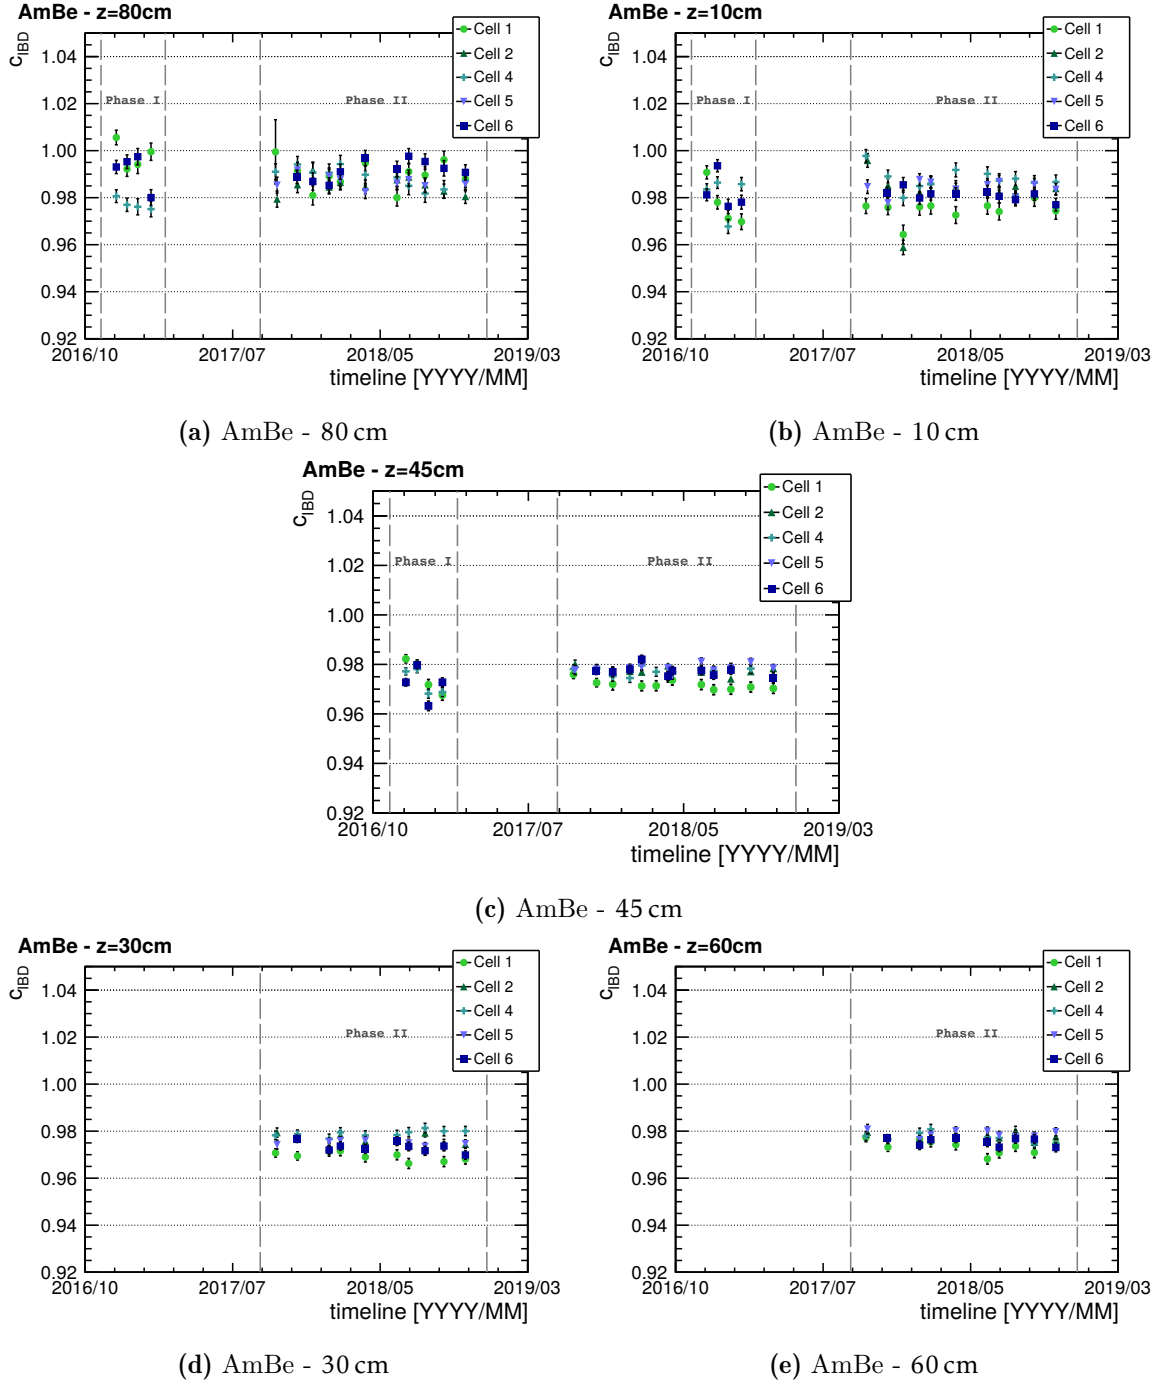 AmBe - z=80cm
c_IBD
1.04
1.02
1.00
0.98
0.96
0.94
0.92
Phase I
Phase II
Cell 1
Cell 2
Cell 4
Cell 5
Cell 6
2016/10 2017/07 2018/05 2019/03
timeline [YYYY/MM]
(a) AmBe - 80 cm
AmBe - z=10cm
c_IBD
1.04
1.02
1.00
0.98
0.96
0.94
0.92
Phase I
Phase II
Cell 1
Cell 2
Cell 4
Cell 5
Cell 6
2016/10 2017/07 2018/05 2019/03
timeline [YYYY/MM]
(b) AmBe - 10 cm
AmBe - z=45cm
c_IBD
1.04
1.02
1.00
0.98
0.96
0.94
0.92
Phase I
Phase II
Cell 1
Cell 2
Cell 4
Cell 5
Cell 6
2016/10 2017/07 2018/05 2019/03
timeline [YYYY/MM]
(c) AmBe - 45 cm
AmBe - z=30cm
c_IBD
1.04
1.02
1.00
0.98
0.96
0.94
0.92
Phase II
Cell 1
Cell 2
Cell 4
Cell 5
Cell 6
2016/10 2017/07 2018/05 2019/03
timeline [YYYY/MM]
(d) AmBe - 30 cm
AmBe - z=60cm
c_IBD
1.04
1.02
1.00
0.98
0.96
0.94
0.92
Phase II
Cell 1
Cell 2
Cell 4
Cell 5
Cell 6
2016/10 2017/07 2018/05 2019/03
timeline [YYYY/MM]
(e) AmBe - 60 cm